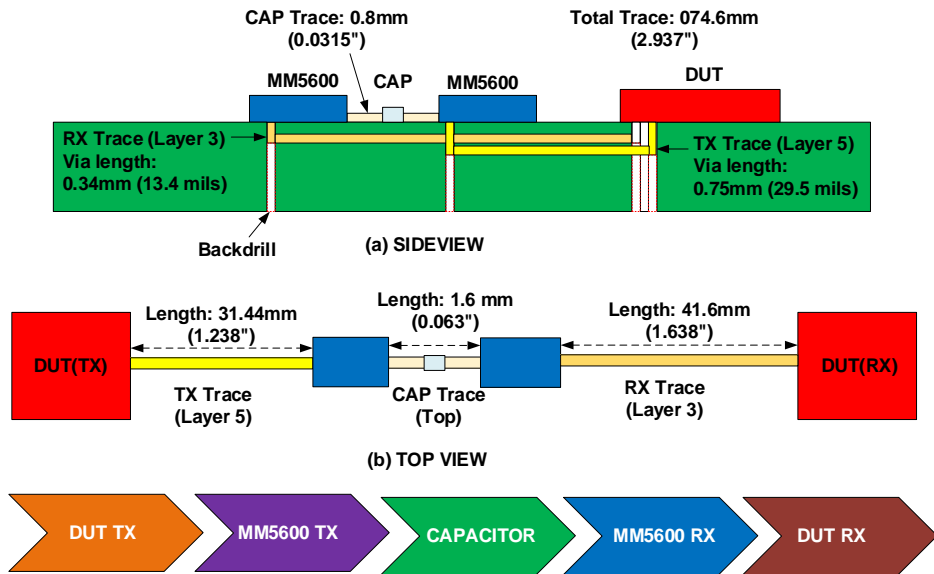 CAP Trace: 0.8mm
(0.0315")
Total Trace: 074.6mm
(2.937")
MM5600
CAP
MM5600
DUT
RX Trace (Layer 3)
Via length:
0.34mm (13.4 mils)
TX Trace (Layer 5)
Via length:
0.75mm (29.5 mils)
Backdrill
(a) SIDEVIEW
Length: 31.44mm
(1.238")
Length: 1.6 mm
(0.063")
Length: 41.6mm
(1.638")
DUT(TX)
DUT(RX)
TX Trace
(Layer 5)
CAP Trace
(Top)
RX Trace
(Layer 3)
(b) TOP VIEW
DUT TX
MM5600 TX
CAPACITOR
MM5600 RX
DUT RX